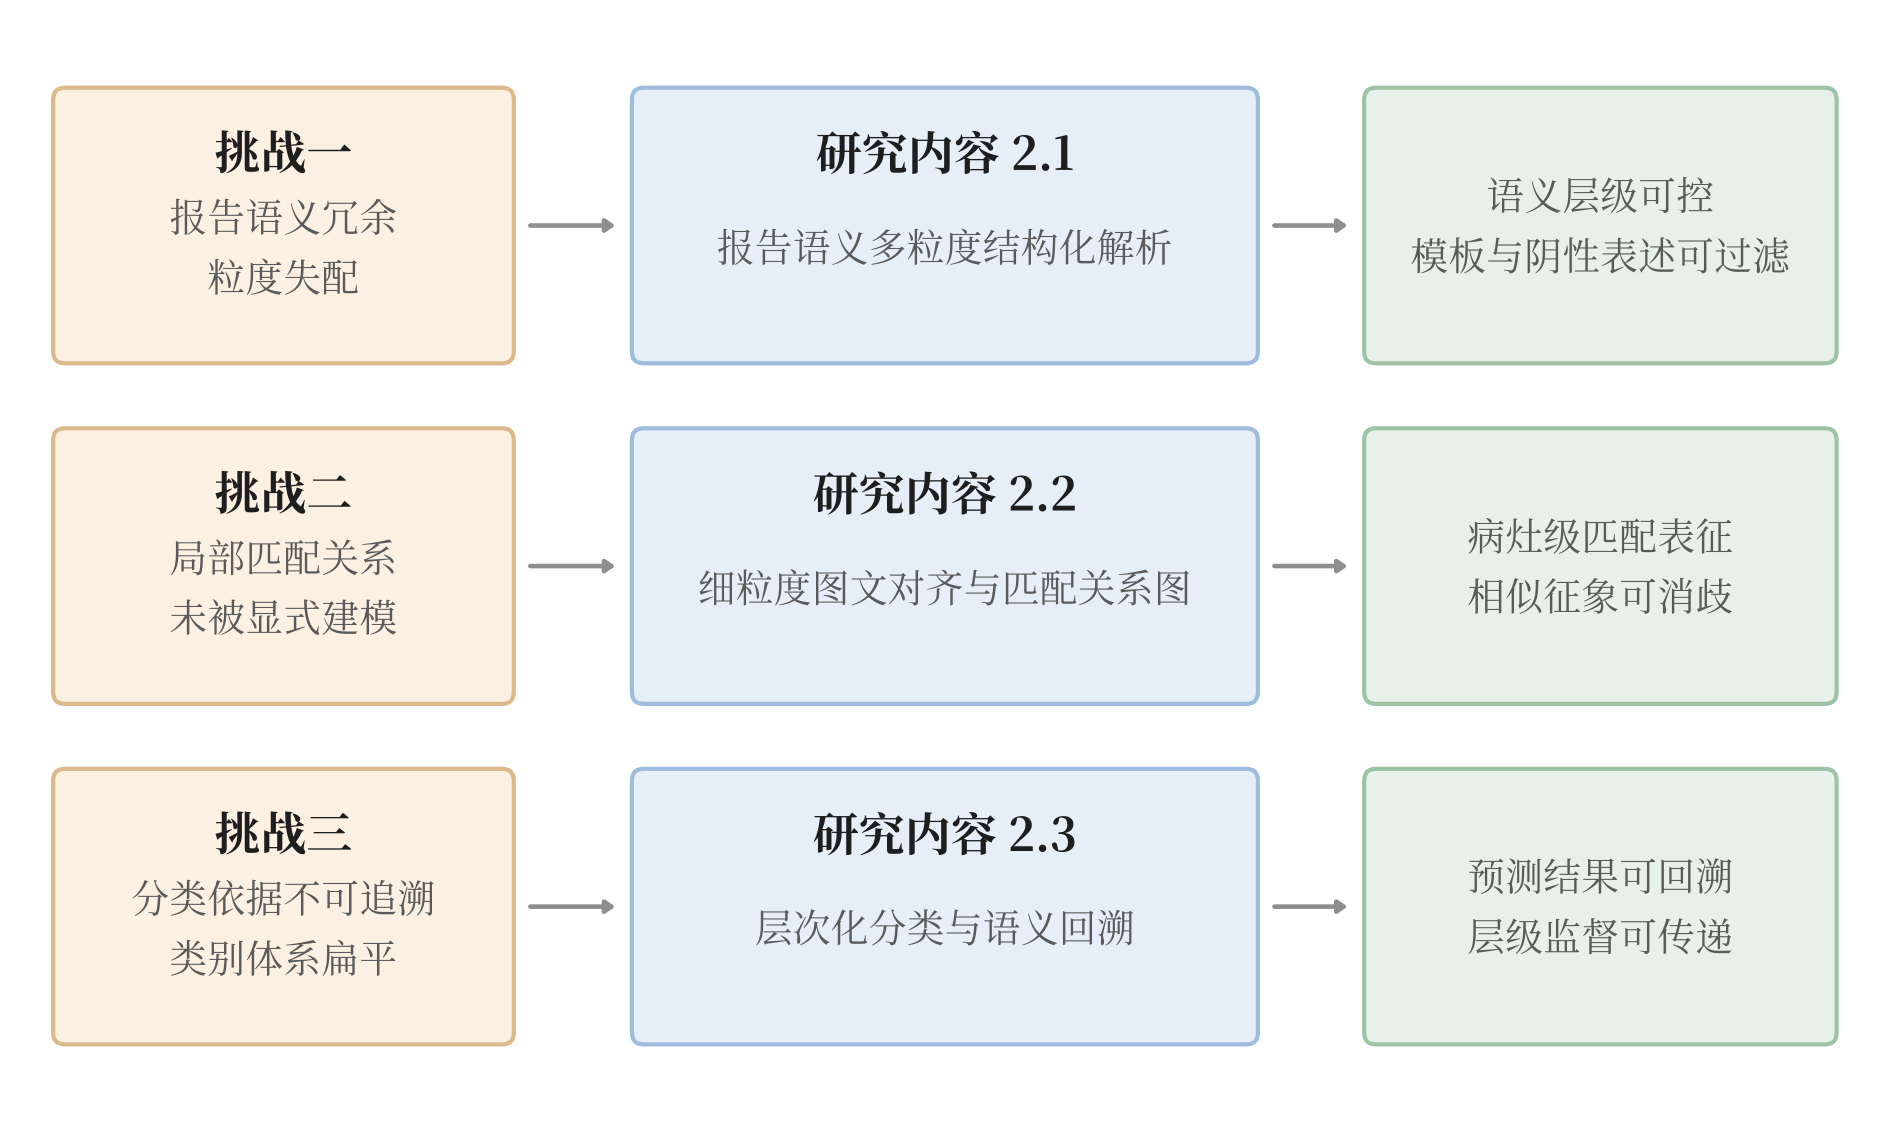 挑战一
报告语义冗余
粒度失配
研究内容 2.1
报告语义多粒度结构化解析
语义层级可控
模板与阴性表述可过滤
挑战二
局部匹配关系
未被显式建模
研究内容 2.2
细粒度图文对齐与匹配关系图
病灶级匹配表征
相似征象可消歧
挑战三
分类依据不可追溯
类别体系扁平
研究内容 2.3
层次化分类与语义回溯
预测结果可回溯
层级监督可传递